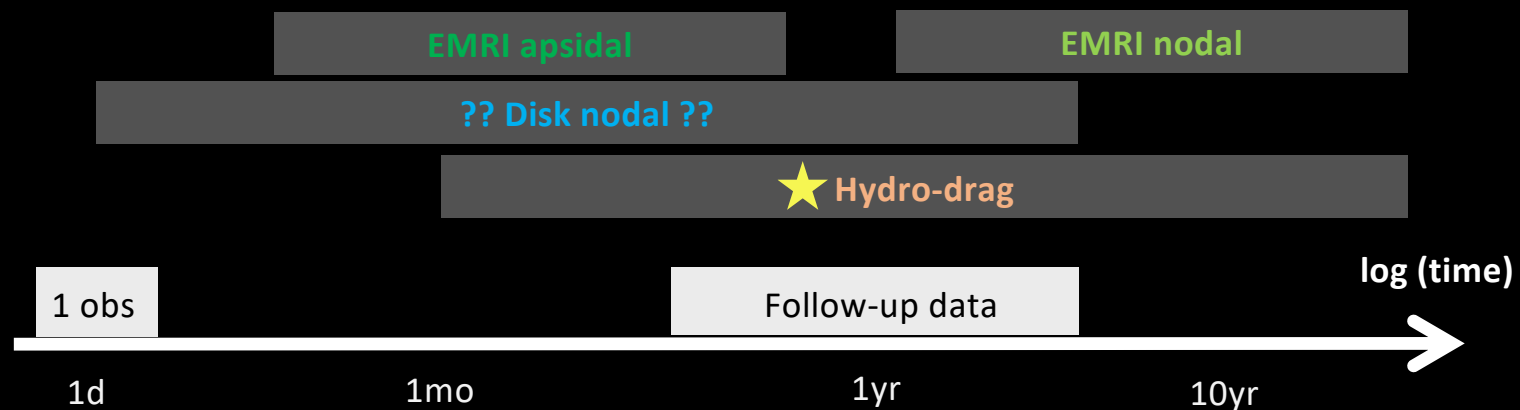 EMRI apsidal
EMRI nodal
?? Disk nodal ??
Hydro-drag
log (time)
1 obs
Follow-up data
1d
1mo
1yr
10yr